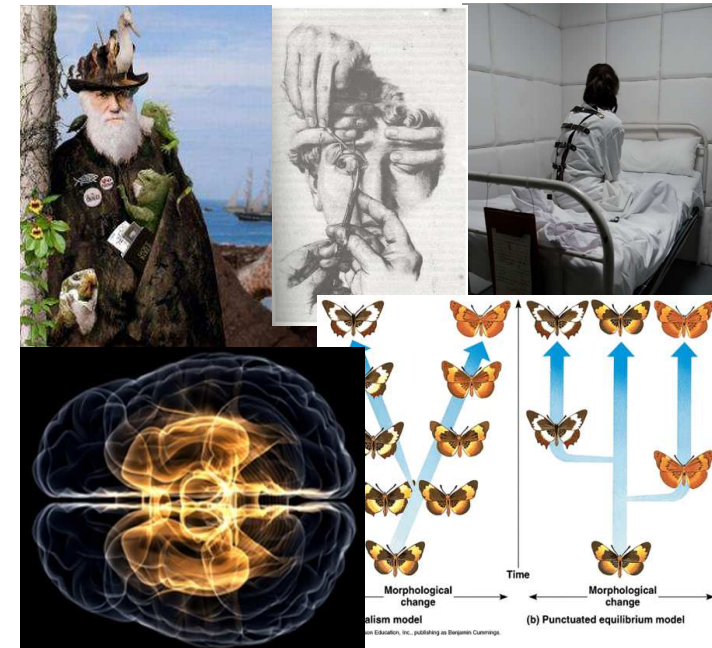 Time
Morphological
change
Morphological
change
alism model
(b) Punctuated equilibrium model
son Education, Inc., publishing as Benjamin Cummings.